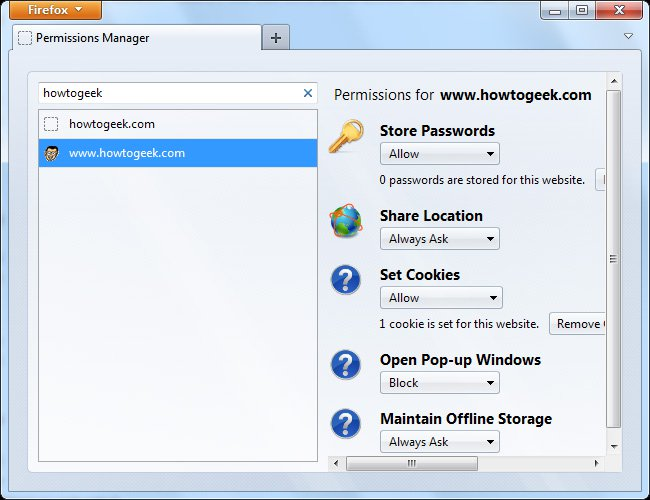 Firefox
Permissions Manager
howtogeek
howtogeek.com
www.howtogeek.com
Permissions for www.howtogeek.com
Store Passwords
Allow
0 passwords are stored for this website.
Share Location
Always Ask
Set Cookies
Allow
1 cookie is set for this website. Remove
Open Pop-up Windows
Block
Maintain Offline Storage
Always Ask